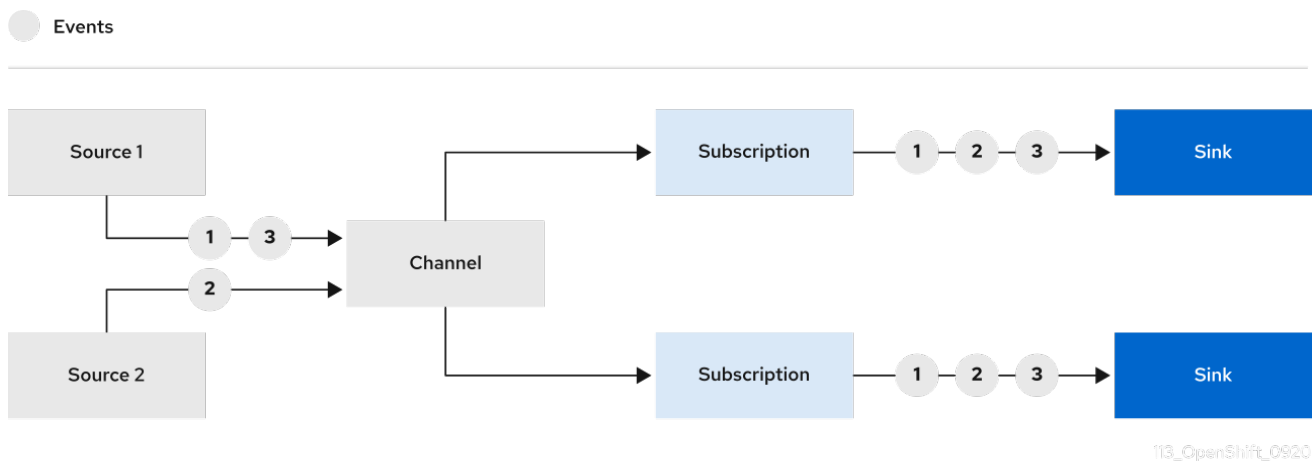 Events
Source 1
Subscription
1 2 3
Sink
1 3
Channel
2
Source 2
Subscription
1 2 3
Sink
113_OpenShift_0920